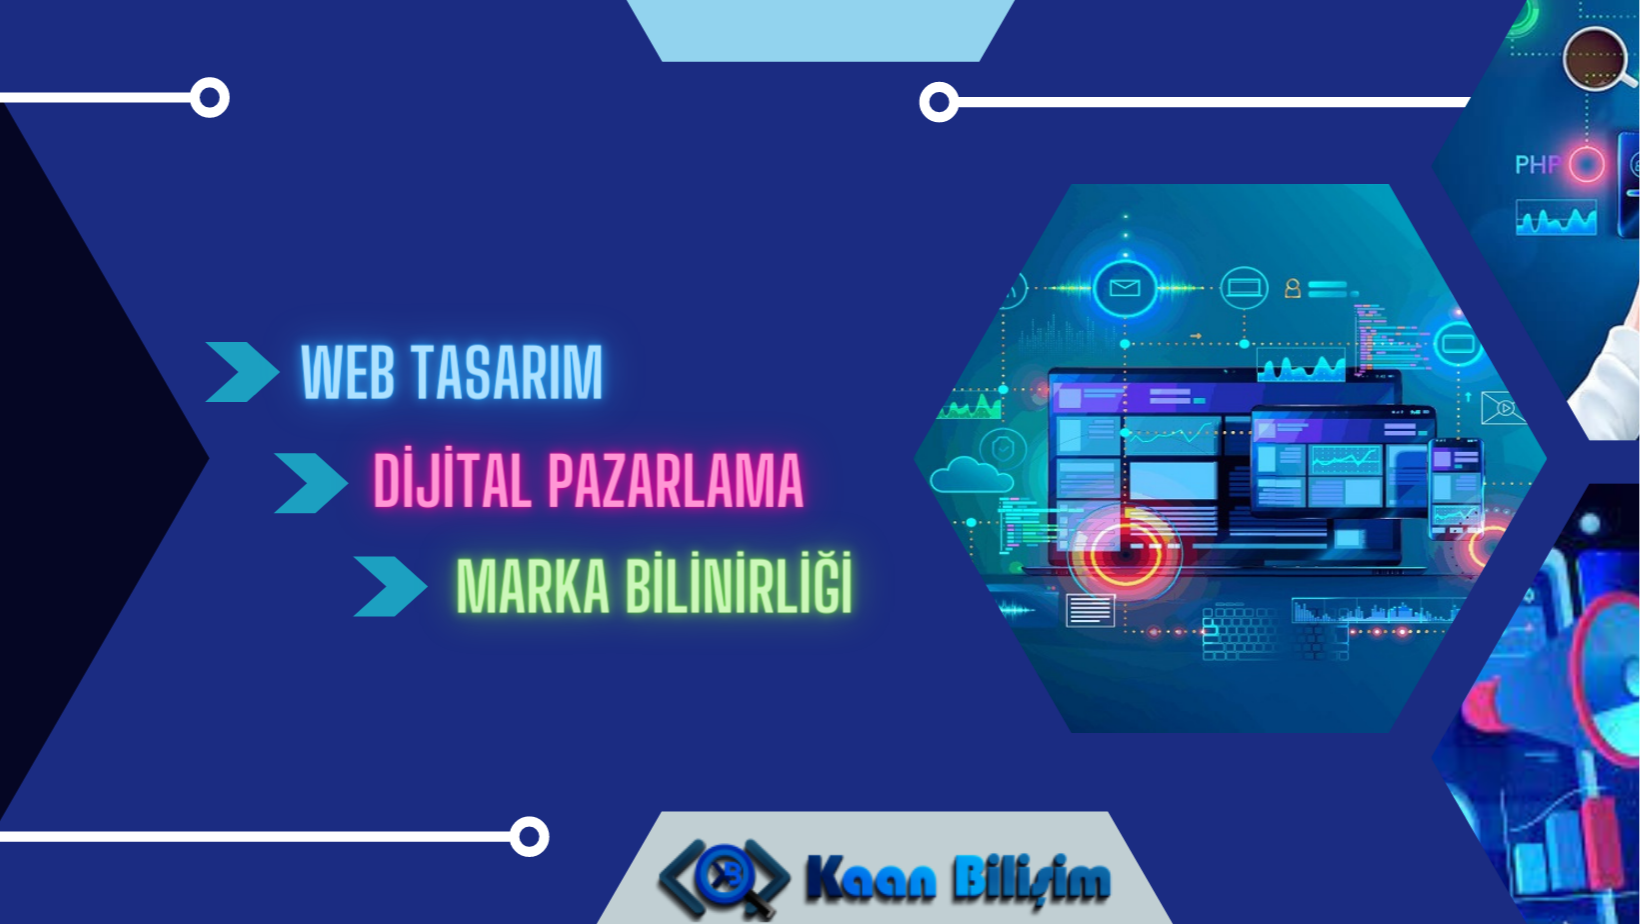 PHP
WEB TASARIM
DİJİTAL PAZARLAMA
MARKA BİLİNİRLİĞİ
Kaan Bilişim